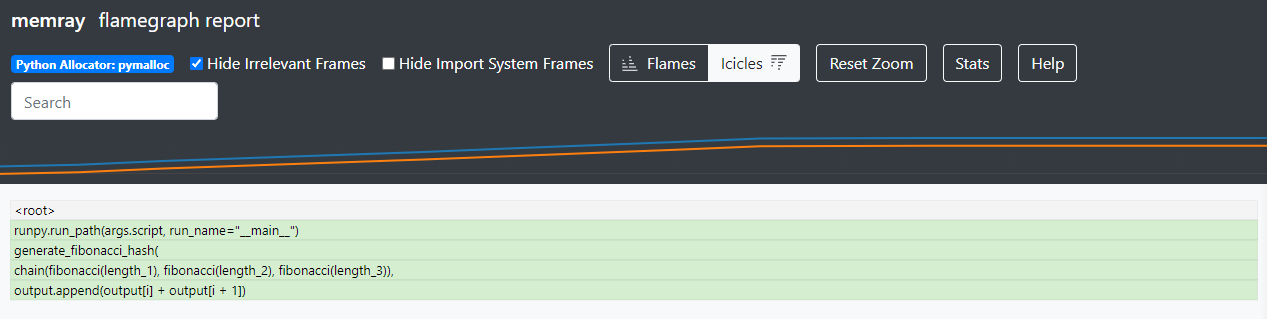 memray flamegraph report
Python Allocator: pymalloc Hide Irrelevant Frames Hide Import System Frames Flames Icicles Reset Zoom Stats Help
Search
<root>
runpy.run_path(args.script, run_name="__main__")
generate_fibonacci_hash(
chain(fibonacci(length_1), fibonacci(length_2), fibonacci(length_3)),
output.append(output[i] + output[i + 1])